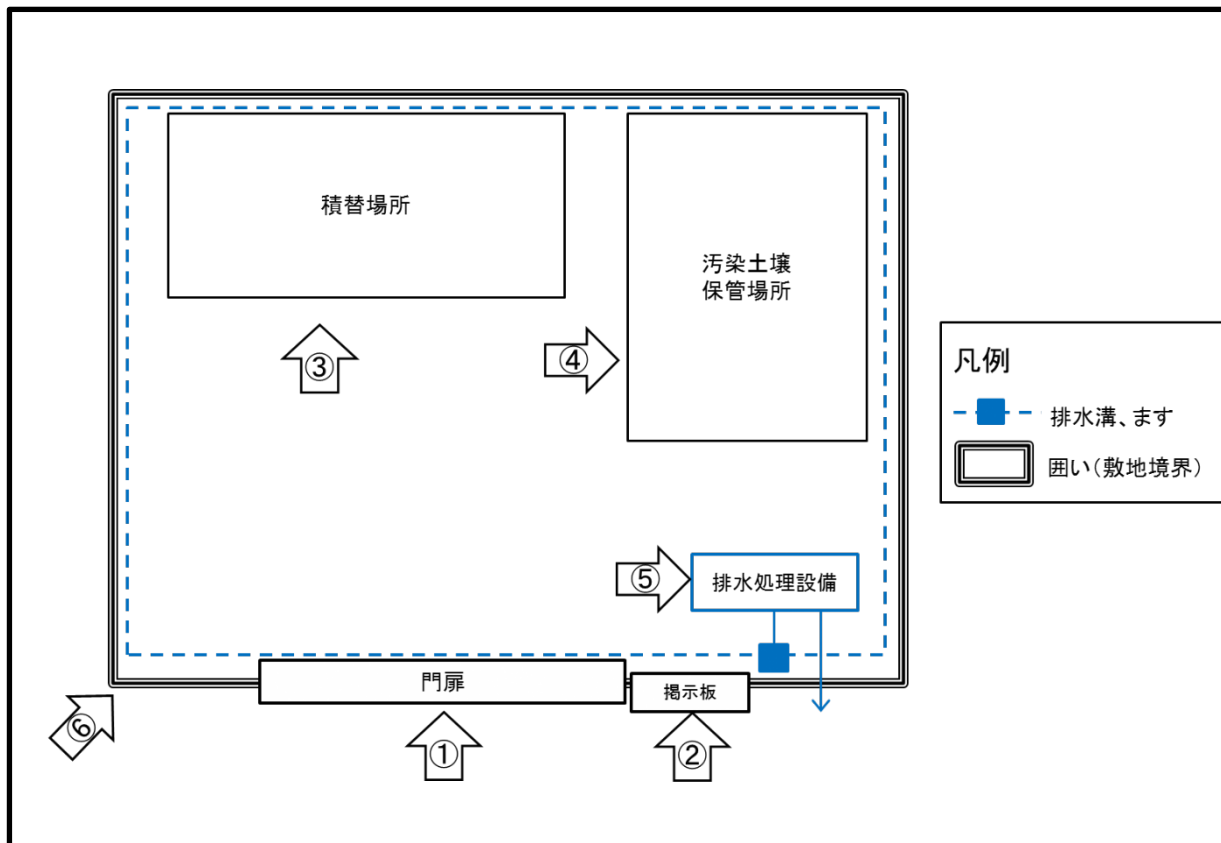 積替場所
汚染土壌
保管場所
③
④
凡例
排水溝、ます
囲い(敷地境界)
⑤
排水処理設備
門扉
掲示板
⑥
①
②